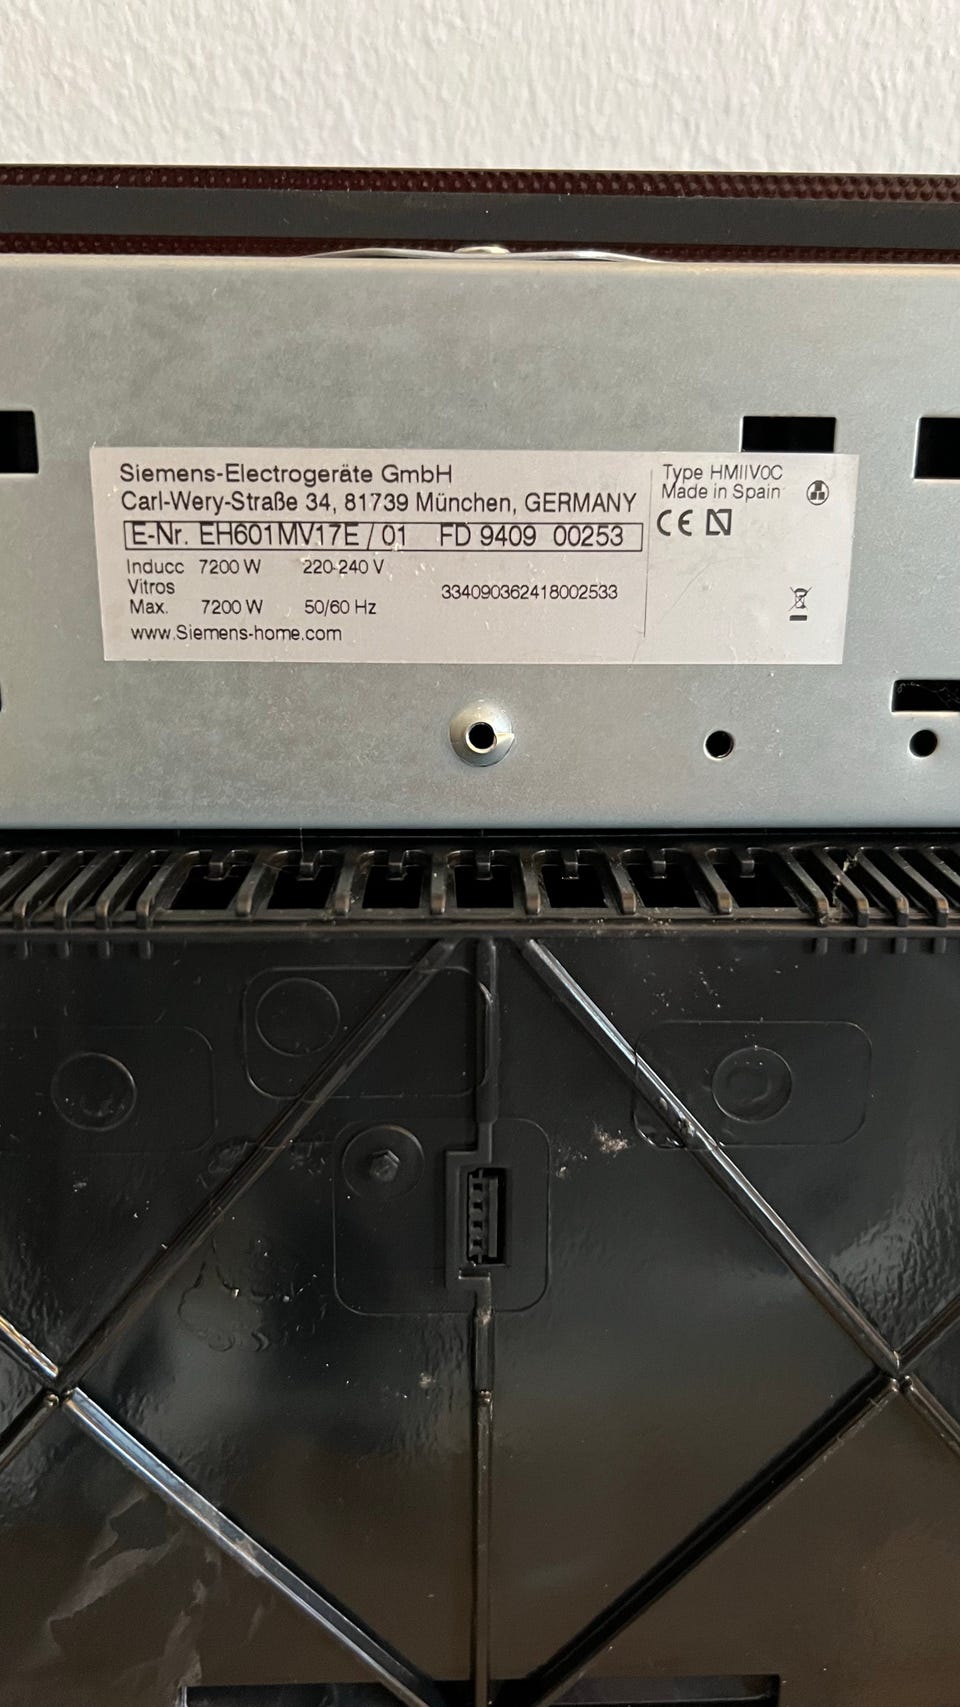 Siemens-Electrogeräte GmbH
Carl-Wery-Straße 34, 81739 München, GERMANY
E-Nr. EH601MV17E / 01 FD 9409 00253
Inducc 7200 W 220-240 V
Vitros
Max. 7200 W 50/60 Hz
334090362418002533
www.Siemens-home.com
Type HMIIV0C
Made in Spain
CE N